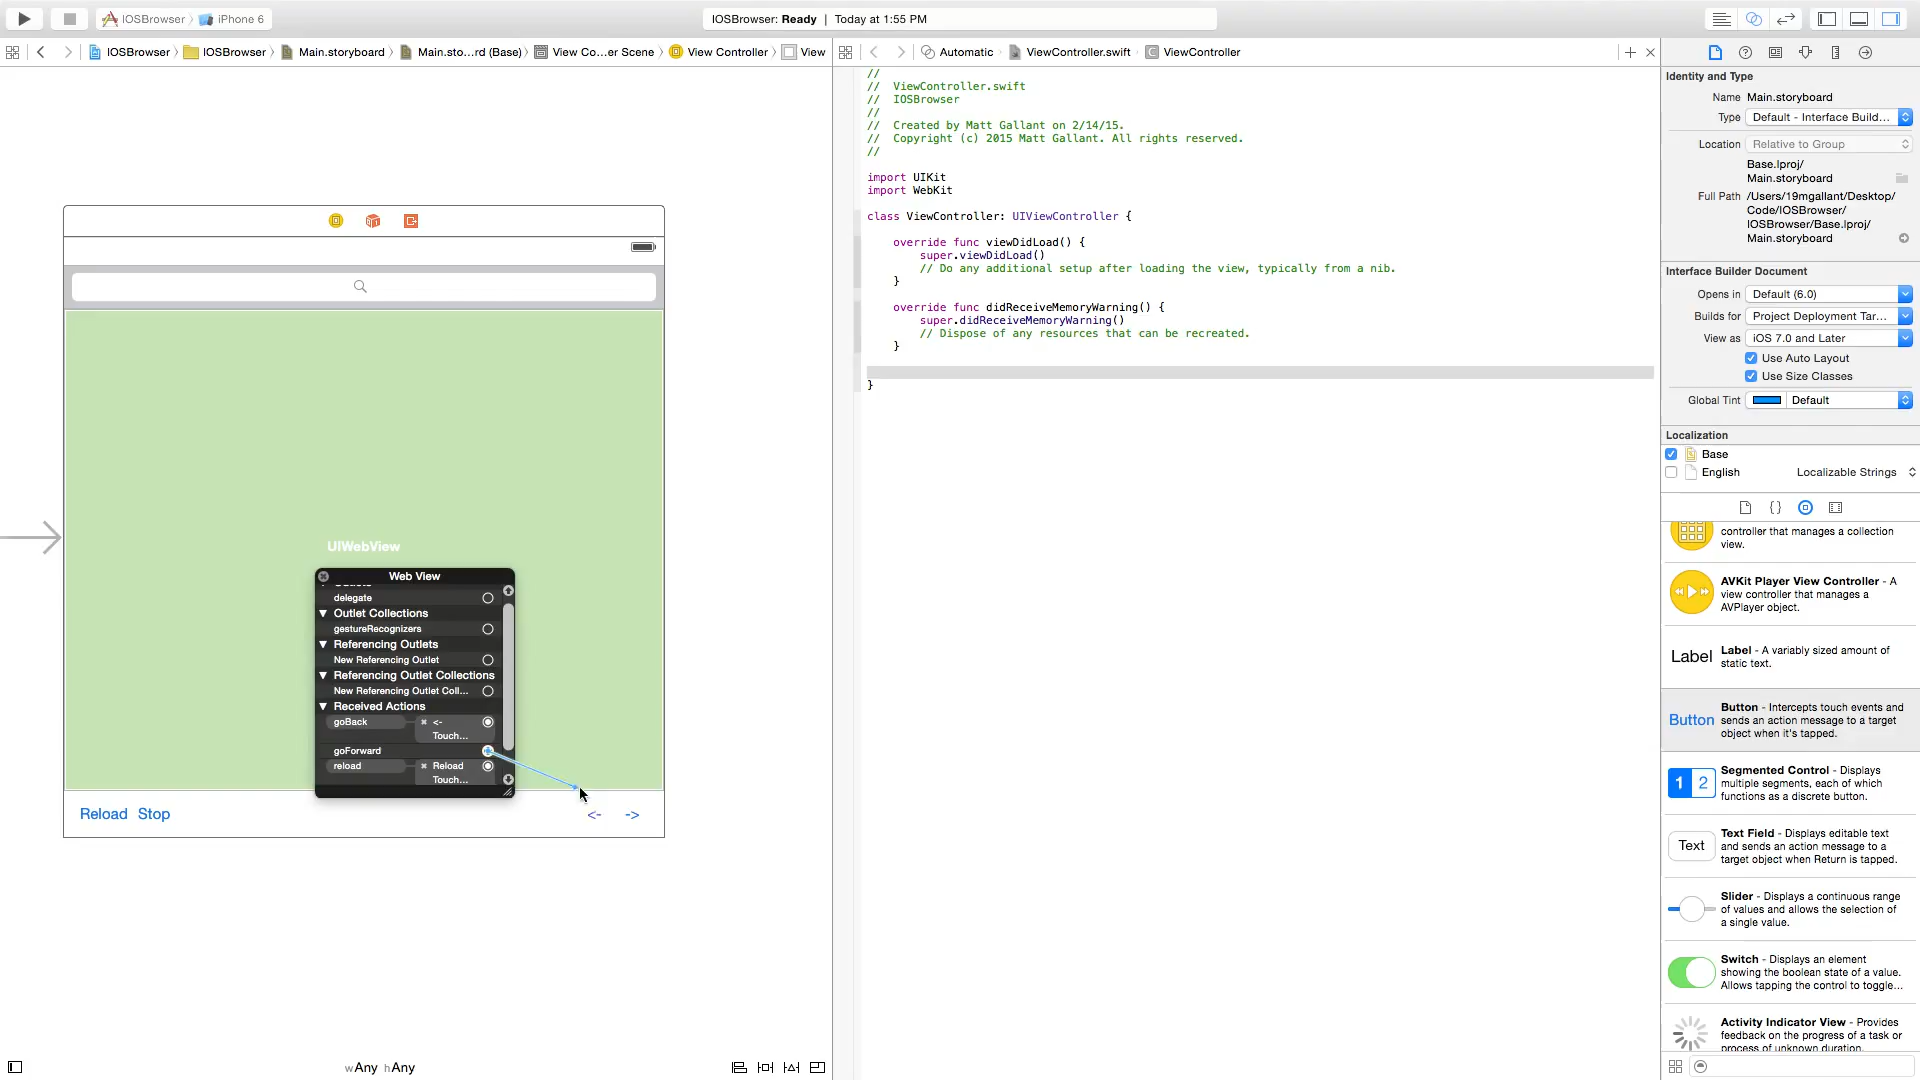 IOSBrowser
iPhone 6
IOSBrowser: Ready | Today at 1:55 PM
IOSBrowser
IOSBrowser
Main.storyboard
Main.sto...rd (Base)
View Co...er Scene
View Controller
View
Automatic
ViewController.swift
ViewController
//
// ViewController.swift
// IOSBrowser
//
// Created by Matt Gallant on 2/14/15.
// Copyright (c) 2015 Matt Gallant. All rights reserved.
//
import UIKit
import WebKit
class ViewController: UIViewController {
override func viewDidLoad() {
super.viewDidLoad()
// Do any additional setup after loading the view, typically from a nib.
}
override func didReceiveMemoryWarning() {
super.didReceiveMemoryWarning()
// Dispose of any resources that can be recreated.
}
}
UIWebView
Web View
delegate
Outlet Collections
gestureRecognizers
Referencing Outlets
New Referencing Outlet
Referencing Outlet Collections
New Referencing Outlet Coll...
Received Actions
goBack
<-
Touch...
goForward
reload
Reload
Touch...
Reload Stop
<- ->
wAny hAny
Identity and Type
Name Main.storyboard
Type Default - Interface Build...
Location Relative to Group
Base.lproj/
Main.storyboard
Full Path /Users/19mgallant/Desktop/
Code/IOSBrowser/
IOSBrowser/Base.lproj/
Main.storyboard
Interface Builder Document
Opens in Default (6.0)
Builds for Project Deployment Tar...
View as iOS 7.0 and Later
Use Auto Layout
Use Size Classes
Global Tint Default
Localization
Base
English Localizable Strings
{}
controller that manages a collection
view.
AVKit Player View Controller - A
view controller that manages a
AVPlayer object.
Label
Label - A variably sized amount of
static text.
Button
Button - Intercepts touch events and
sends an action message to a target
object when it's tapped.
1 2
Segmented Control - Displays
multiple segments, each of which
functions as a discrete button.
Text
Text Field - Displays editable text
and sends an action message to a
target object when Return is tapped.
Slider - Displays a continuous range
of values and allows the selection of
a single value.
Switch - Displays an element
showing the boolean state of a value.
Allows tapping the control to toggle...
Activity Indicator View - Provides
feedback on the progress of a task or
process of unknown duration.